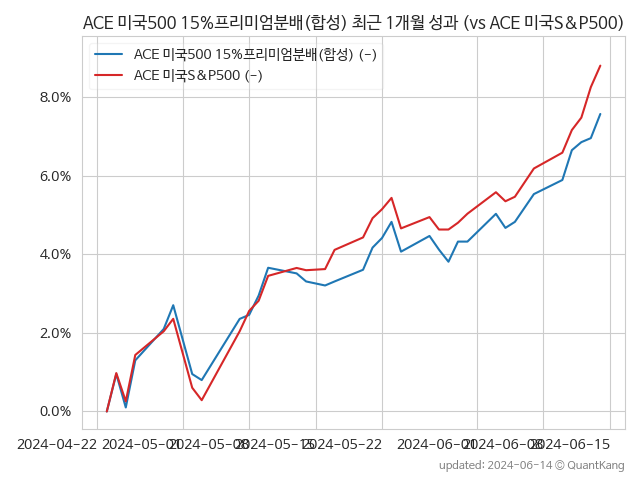 ACE 미국500 15%프리미엄분배(합성) 최근 1개월 성과 (vs ACE 미국S&P500)
ACE 미국500 15%프리미엄분배(합성) (-)
ACE 미국S&P500 (-)
8.0%
6.0%
4.0%
2.0%
0.0%
2024-04-22 2024-05-01 2024-05-08 2024-05-15 2024-05-22 2024-06-01 2024-06-08 2024-06-15
updated: 2024-06-14 © QuantKang